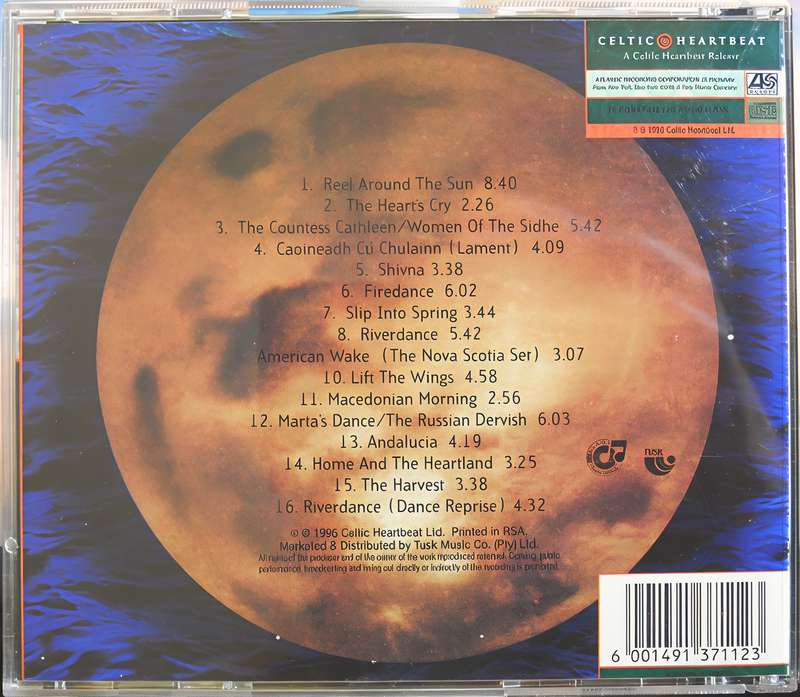 CELTIC HEARTBEAT
A Celtic Heartbeat Release
1. Reel Around The Sun 8.40
2. The Heart's Cry 2.26
3. The Countess Cathleen/Women Of The Sidhe 5.42
4. Caoineadh Cú Chulainn (Lament) 4.09
5. Shivna 3.38
6. Firedance 6.02
7. Slip Into Spring 3.44
8. Riverdance 5.42
American Wake (The Nova Scotia Set) 3.07
10. Lift The Wings 4.58
11. Macedonian Morning 2.56
12. Marta's Dance/The Russian Dervish 6.03
13. Andalucia 4.19
14. Home And The Heartland 3.25
15. The Harvest 3.38
16. Riverdance (Dance Reprise) 4.32
TUSK
℗ © 1996 Celtic Heartbeat Ltd. Printed in RSA.
Marketed & Distributed by Tusk Music Co. (Pty) Ltd.
6 001491 371123